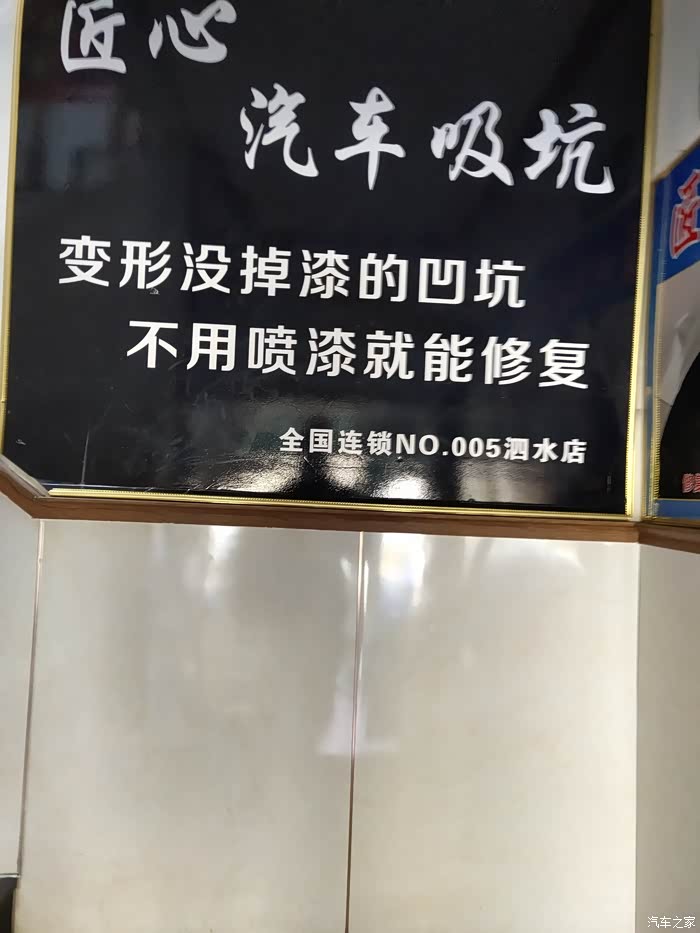 匠心
汽车吸坑
变形没掉漆的凹坑
不用喷漆就能修复
全国连锁NO.005泗水店
汽车之家